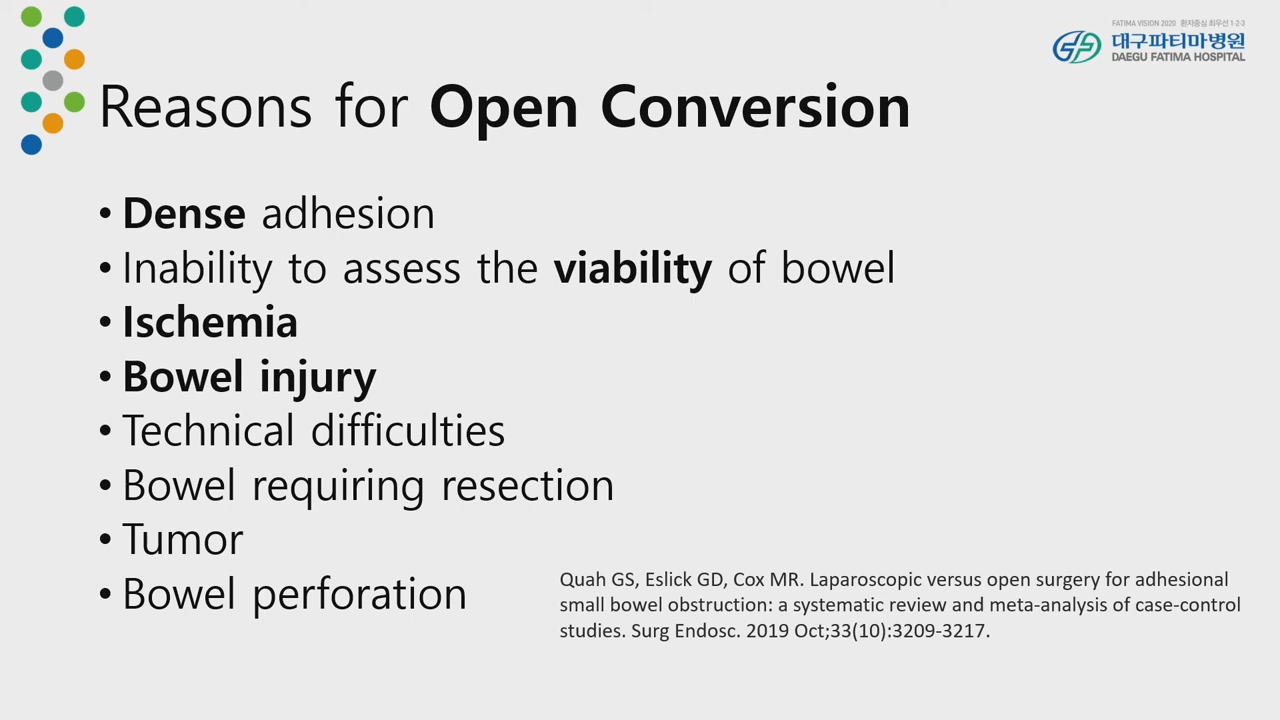 FATIMA VISION 2020 환자중심 최우선 1·2·3
대구파티마병원
DAEGU FATIMA HOSPITAL
Reasons for Open Conversion
• Dense adhesion
• Inability to assess the viability of bowel
• Ischemia
• Bowel injury
• Technical difficulties
• Bowel requiring resection
• Tumor
• Bowel perforation
Quah GS, Eslick GD, Cox MR. Laparoscopic versus open surgery for adhesional
small bowel obstruction: a systematic review and meta-analysis of case-control
studies. Surg Endosc. 2019 Oct;33(10):3209-3217.